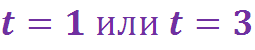 t = 1 или t = 3